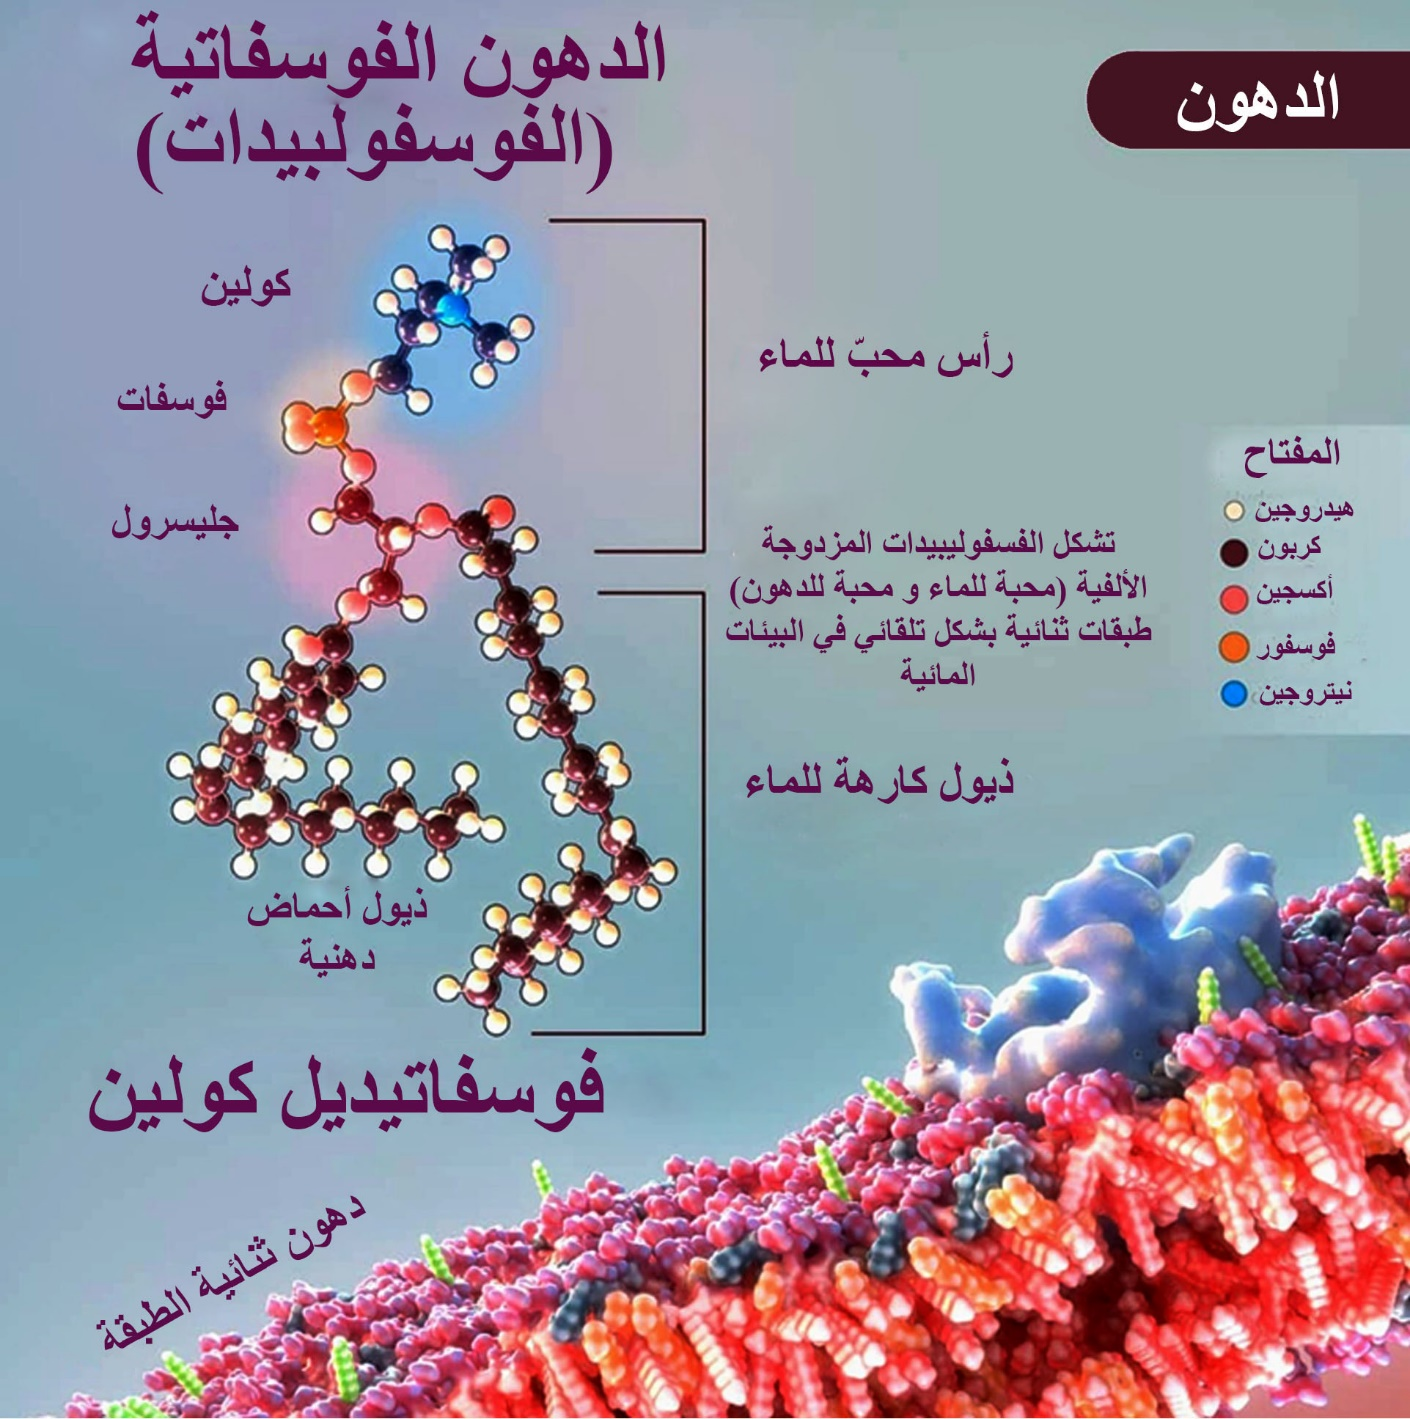 الدهون الفوسفاتية
(الفوسفولبيدات)
الدهون
كولين
فوسفات
جليسرول
رأس محبّ للماء
تشكل الفسفوليبيدات المزدوجة
الألفية (محبة للماء و محبة للدهون)
طبقات ثنائية بشكل تلقائي في البيئات
المائية
ذيول كارهة للماء
المفتاح
هيدروجين
كربون
أكسجين
فوسفور
نيتروجين
ذيول أحماض
دهنية
فوسفاتيديل كولين
دهون ثنائية الطبقة